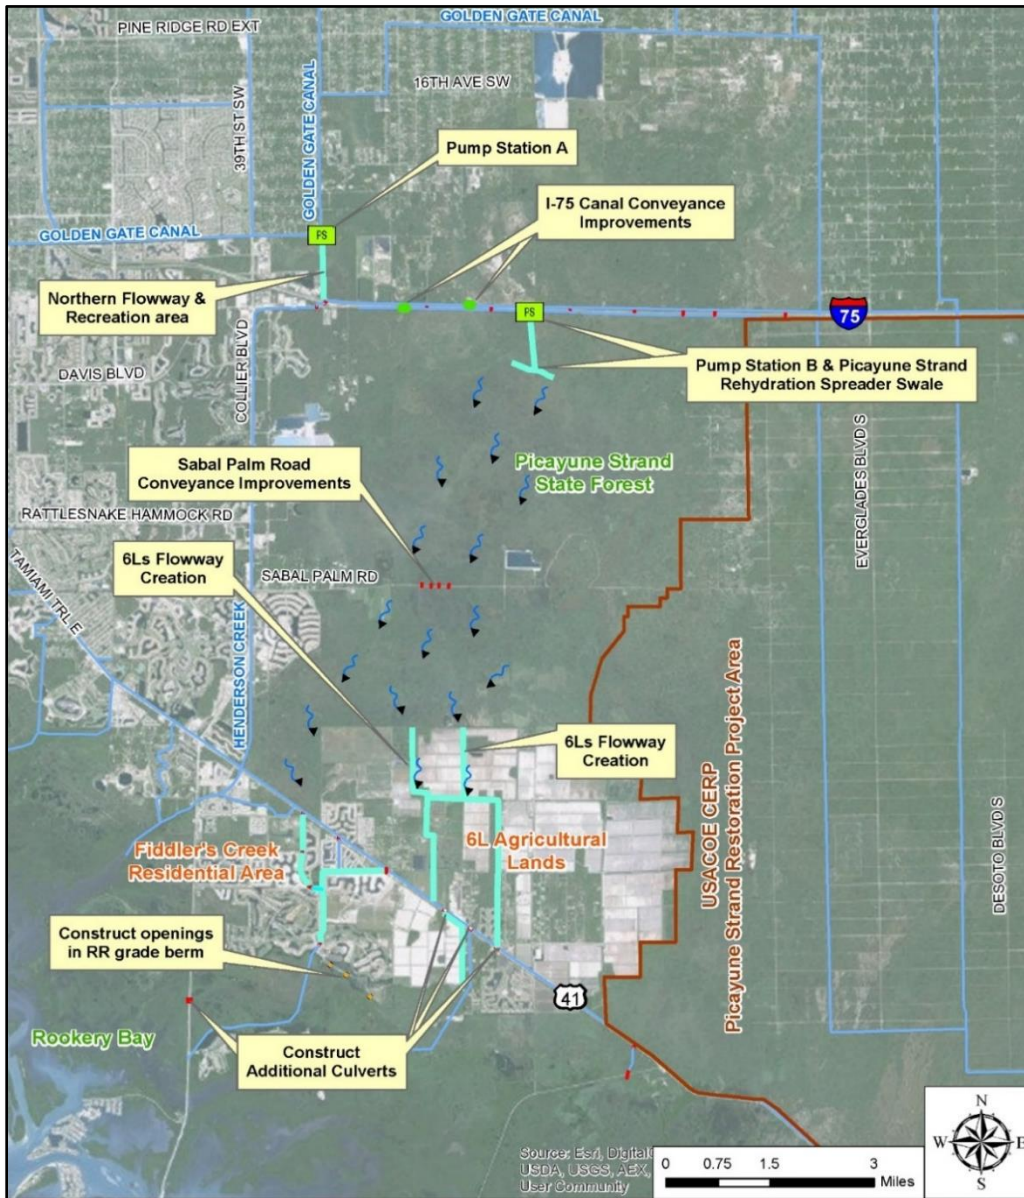 GOLDEN GATE CANAL
PINE RIDGE RD EXT
39TH ST SW
GOLDEN GATE CANAL
16TH AVE SW
Pump Station A
I-75 Canal Conveyance
Improvements
GOLDEN GATE CANAL
PS
Northern Flowway &
Recreation area
PS
75
COLLIER BLVD
DAVIS BLVD
Pump Station B & Picayune Strand
Rehydration Spreader Swale
Sabal Palm Road
Conveyance Improvements
Picayune Strand
State Forest
EVERGLADES BLVD S
RATTLESNAKE HAMMOCK RD
6Ls Flowway
Creation
SABAL PALM RD
TAMIAMI TRL E
HENDERSON CREEK
USACOE CERP
Picayune Strand Restoration Project Area
6Ls Flowway
Creation
DESOTO BLVD S
Fiddler's Creek
Residential Area
6L Agricultural
Lands
Construct openings
in RR grade berm
41
Rookery Bay
Construct
Additional Culverts
N
W
E
S
Source: Esri, Digital
USDA, USGS, AEX,
User Community
0 0.75 1.5 3
Miles